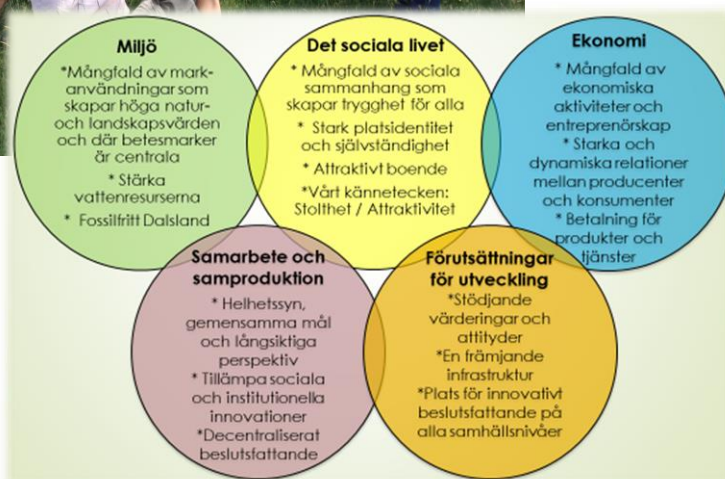 Miljö
*Mångfald av mark-
användningar som
skapar höga natur-
och landskapsvärden
och där betesmarker
är centrala
* Stärka
vattenresurserna
* Fossilfritt Dalsland
Det sociala livet
* Mångfald av sociala
sammanhang som
skapar trygghet för alla
* Stark platsidentitet
och självständighet
* Attraktivt boende
*Vårt kännetecken:
Stolthet / Attraktivitet
Ekonomi
* Mångfald av
ekonomiska
aktiviteter och
entreprenörskap
* Starka och
dynamiska relationer
mellan producenter
och konsumenter
* Betalning för
produkter och
tjänster
Samarbete och
samproduktion
* Helhetssyn,
gemensamma mål
och långsiktiga
perspektiv
* Tillämpa sociala
och institutionella
innovationer
*Decentraliserat
beslutsfattande
Förutsättningar
för utveckling
*Stödjande
värderingar och
attityder
*En främjande
infrastruktur
*Plats för innovativt
beslutsfattande på
alla samhällsnivåer